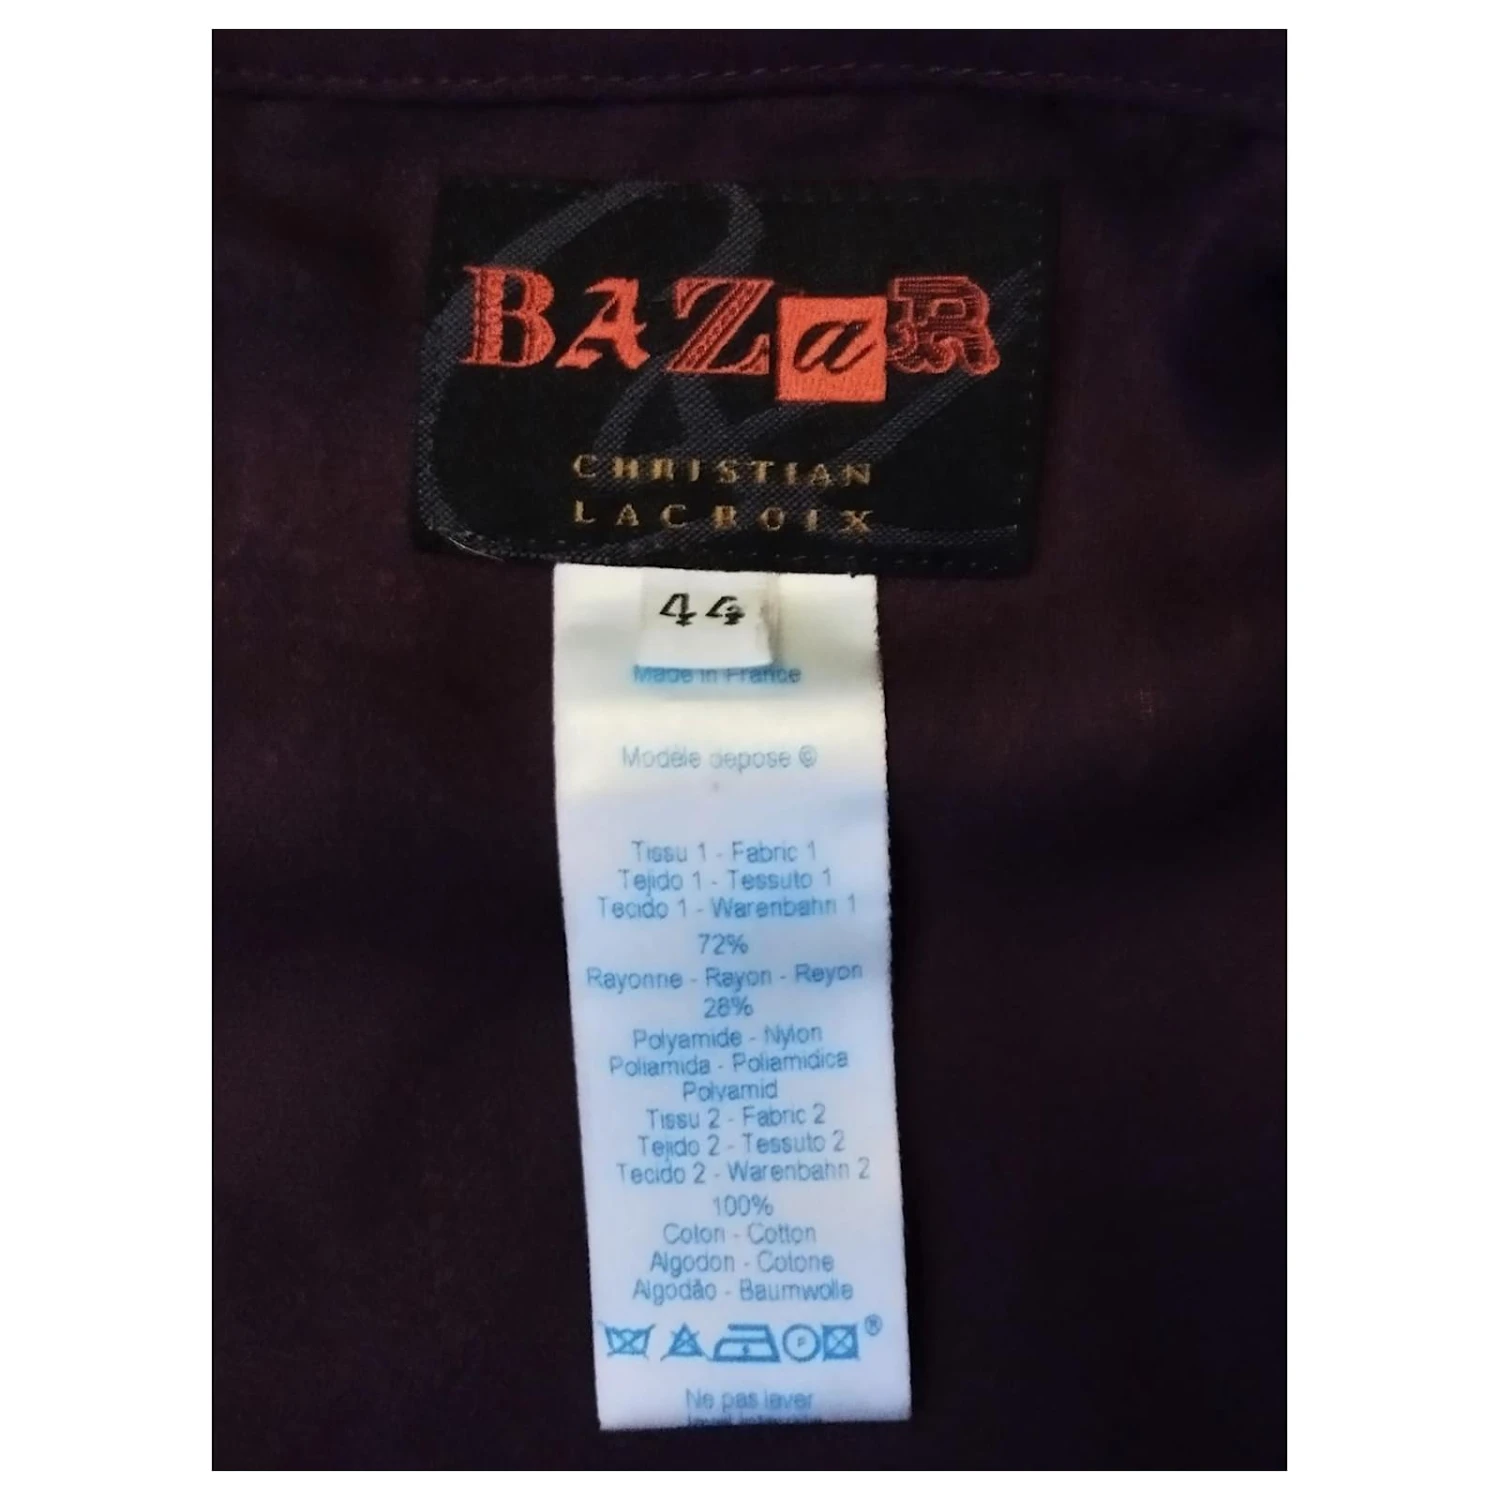 BAZaR
CHRISTIAN
LACROIX
44
Made in France
Modèle depose ©
Tissu 1 - Fabric 1
Tejido 1 - Tessuto 1
Tecido 1 - Warenbahn 1
72%
Rayonne - Rayon - Reyon
28%
Polyamide - Nylon
Poliamida - Poliamidica
Polyamid
Tissu 2 - Fabric 2
Tejido 2 - Tessuto 2
Tecido 2 - Warenbahn 2
100%
Coton - Cotton
Algodon - Cotone
Algodão - Baumwolle
P ®
Ne pas laver